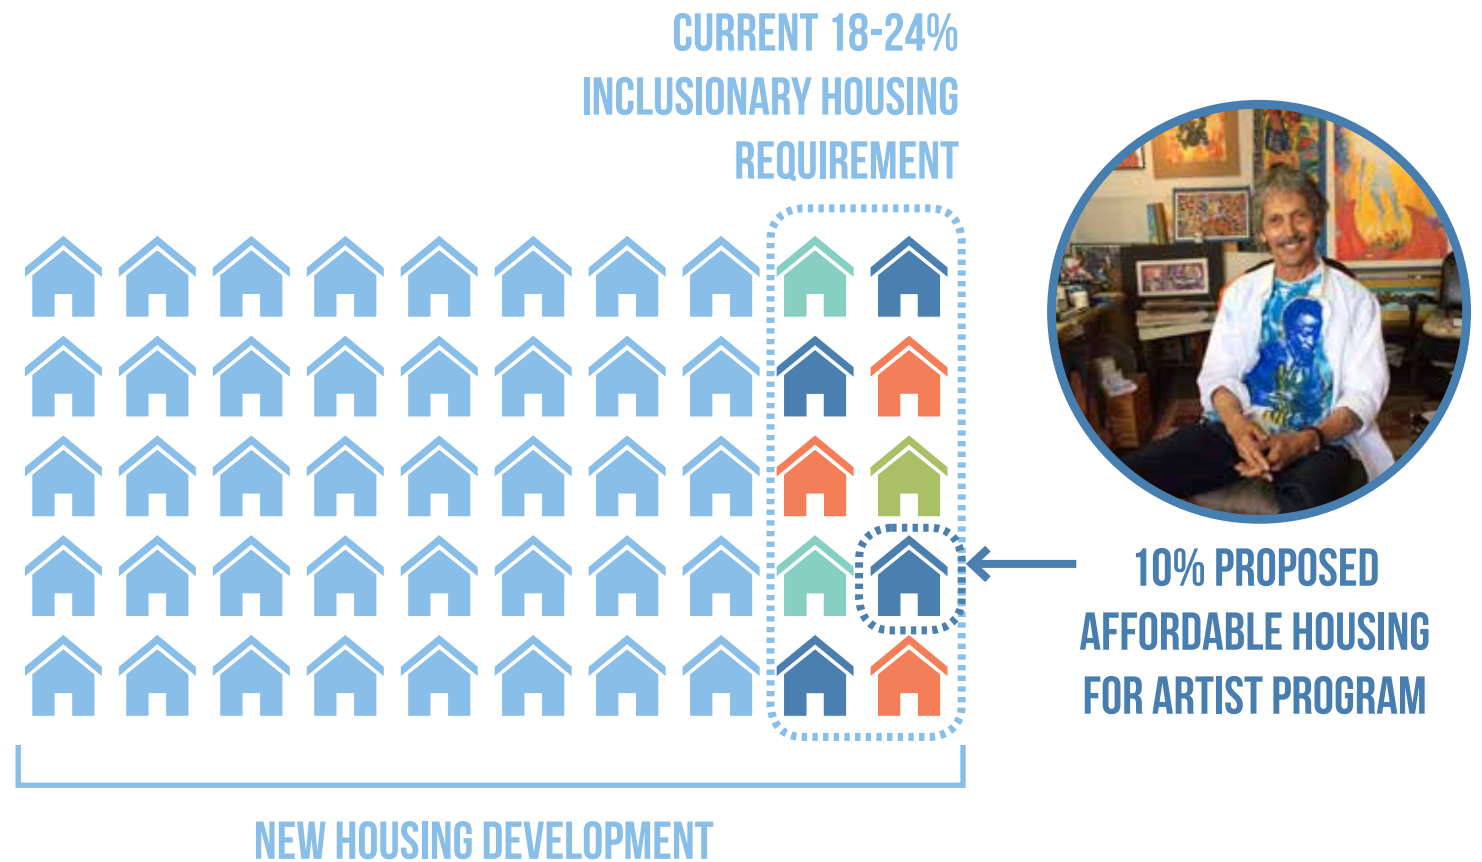 CURRENT 18-24%
INCLUSIONARY HOUSING
REQUIREMENT
10% PROPOSED
AFFORDABLE HOUSING
FOR ARTIST PROGRAM
NEW HOUSING DEVELOPMENT